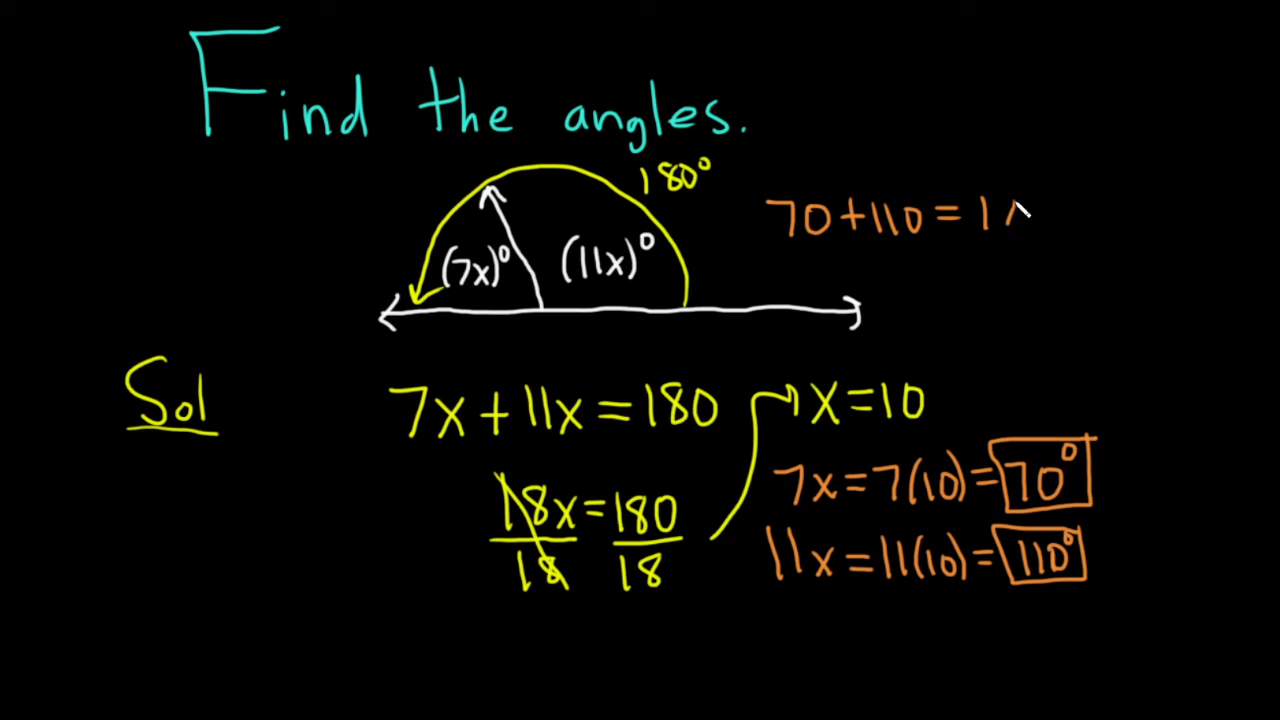 Find the angles.
180°
70+110=1
(7x)° (11x)°
Sol
7x+11x=180
x=10
18x=180
18 18
7x=7(10)=70°
11x=11(10)=110°